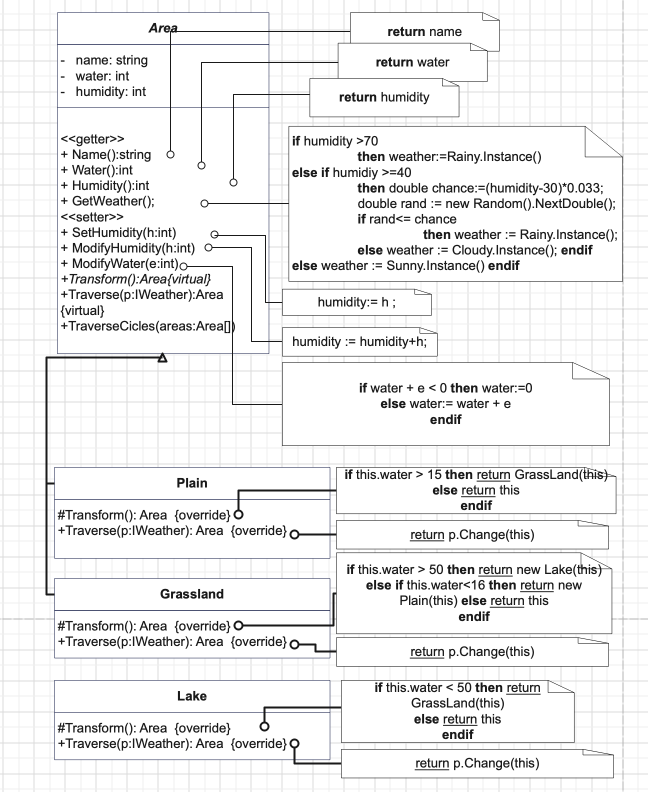 Area
return name
return water
return humidity
- name: string
- water: int
- humidity: int
<<getter>>
+ Name():string
+ Water():int
+ Humidity():int
+ GetWeather();
<<setter>>
+ SetHumidity(h:int)
+ ModifyHumidity(h:int)
+ ModifyWater(e:int)
+Transform():Area{virtual}
+Traverse(p:IWeather):Area
{virtual}
+TraverseCicles(areas:Area[])
if humidity >70
then weather:=Rainy.Instance()
else if humidiy >=40
then double chance:=(humidity-30)*0.033;
double rand := new Random().NextDouble();
if rand<= chance
then weather := Rainy.Instance();
else weather := Cloudy.Instance(); endif
else weather := Sunny.Instance() endif
humidity:= h ;
humidity := humidity+h;
if water + e < 0 then water:=0
else water:= water + e
endif
Plain
#Transform(): Area {override}
+Traverse(p:IWeather): Area {override}
if this.water > 15 then return GrassLand(this)
else return this
endif
return p.Change(this)
Grassland
#Transform(): Area {override}
+Traverse(p:IWeather): Area {override}
if this.water > 50 then return new Lake(this)
else if this.water<16 then return new
Plain(this) else return this
endif
return p.Change(this)
Lake
#Transform(): Area {override}
+Traverse(p:IWeather): Area {override}
if this.water < 50 then return
GrassLand(this)
else return this
endif
return p.Change(this)